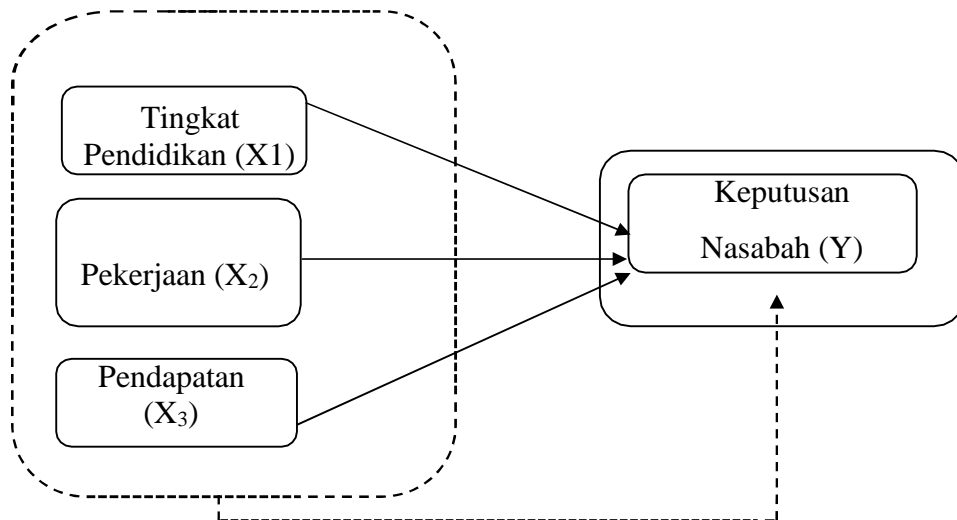 Tingkat
Pendidikan (X1)
Pekerjaan (X₂)
Pendapatan
(X₃)
Keputusan
Nasabah (Y)